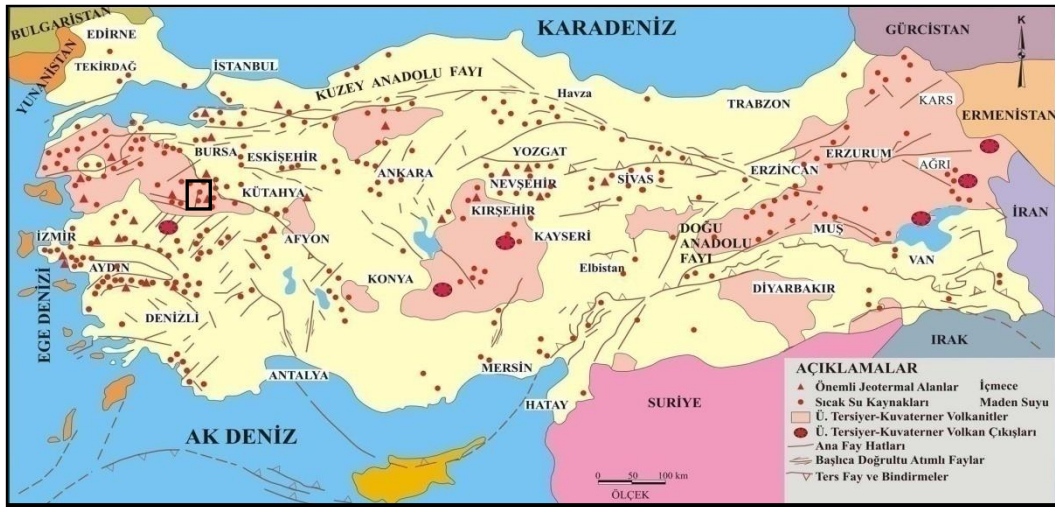 BULGARİSTAN
EDİRNE
TEKİRDAĞ
YUNANİSTAN
İSTANBUL
KARADENİZ
GÜRCİSTAN
K
KUZEY ANADOLU FAYI
Havza
TRABZON
KARS
ERMENİSTAN
BURSA
ESKİŞEHİR
ANKARA
YOZGAT
SİVAS
ERZİNCAN
ERZURUM
AĞRI
KÜTAHYA
NEVŞEHİR
KIRŞEHİR
KAYSERİ
İRAN
İZMİR
AFYON
DOĞU
ANADOLU
FAYI
MUŞ
VAN
AYDIN
KONYA
Elbistan
DİYARBAKIR
EGE DENİZİ
DENİZLİ
IRAK
ANTALYA
MERSİN
HATAY
SURİYE
AK DENİZ
AÇIKLAMALAR
Önemli Jeotermal Alanlar İçmece
Sıcak Su Kaynakları Maden Suyu
Ü. Tersiyer-Kuvaterner Volkanitler
Ü. Tersiyer-Kuvaterner Volkan Çıkışları
Ana Fay Hatları
Başlıca Doğrultu Atımlı Faylar
Ters Fay ve Bindirmeler
0 50 100 km
ÖLÇEK